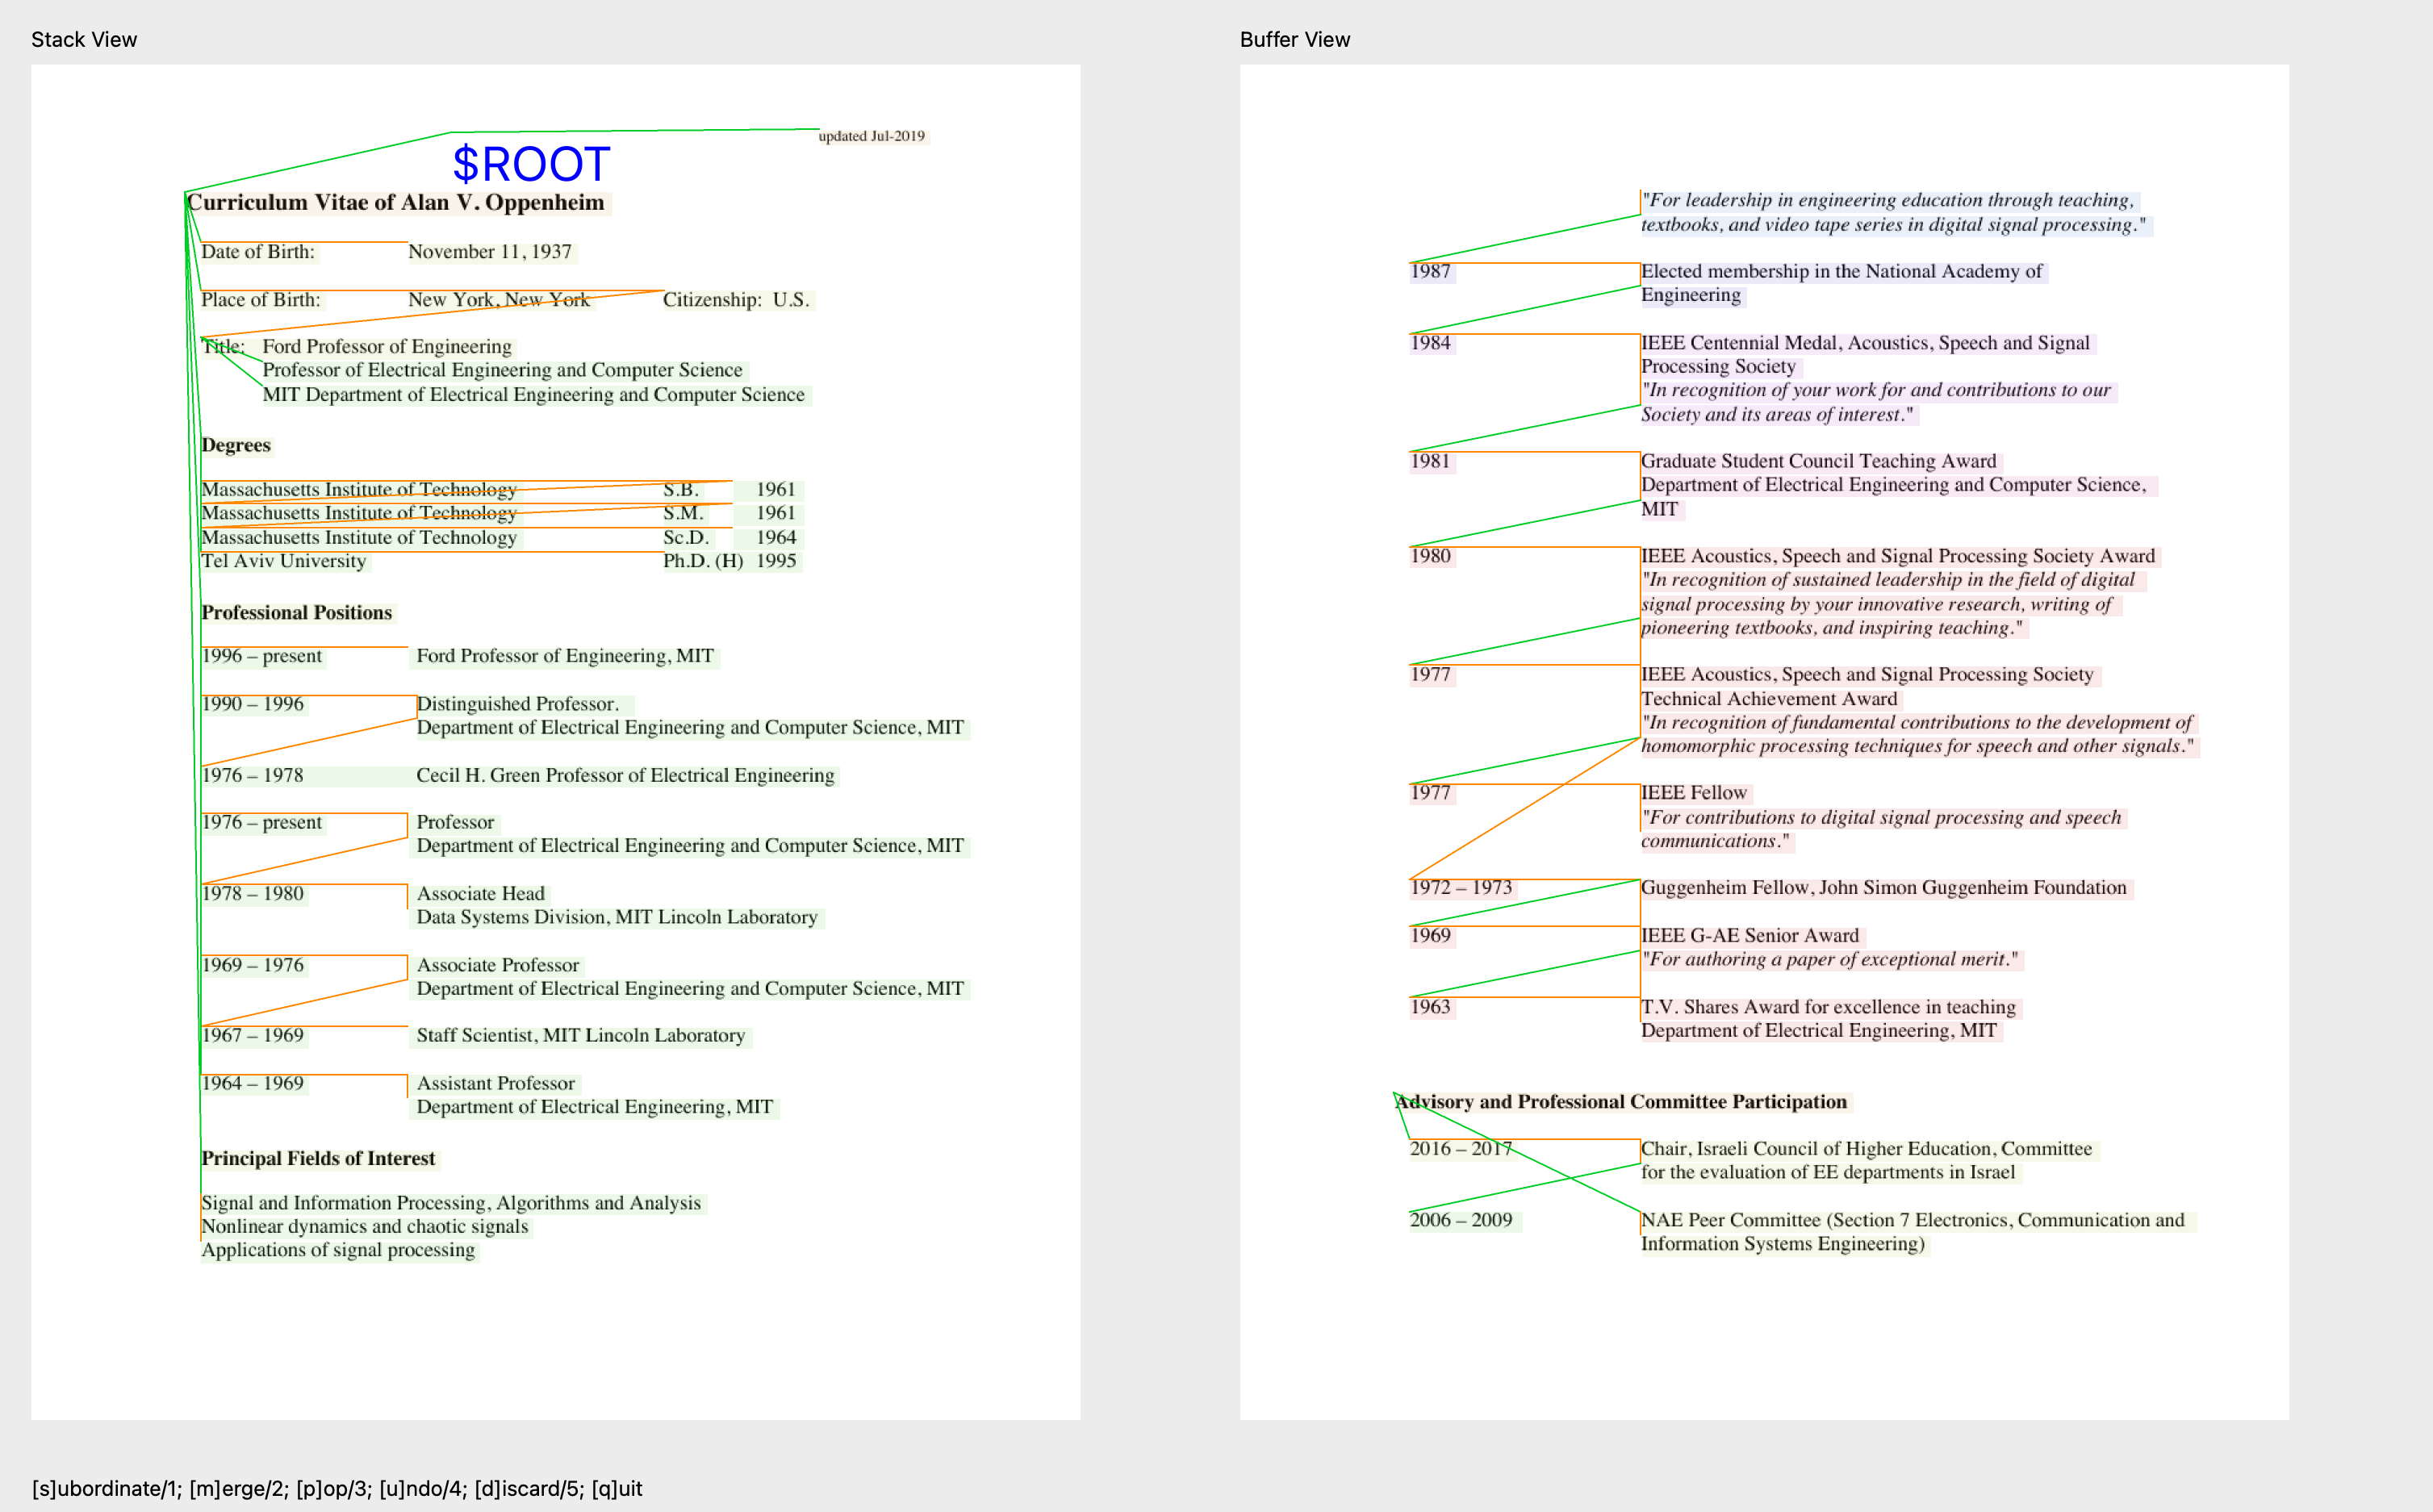 Stack View
updated Jul-2019
$ROOT
Curriculum Vitae of Alan V. Oppenheim
Date of Birth: November 11, 1937
Place of Birth: New York, New York Citizenship: U.S.
Title: Ford Professor of Engineering
Professor of Electrical Engineering and Computer Science
MIT Department of Electrical Engineering and Computer Science
Degrees
Massachusetts Institute of Technology S.B. 1961
Massachusetts Institute of Technology S.M. 1961
Massachusetts Institute of Technology Sc.D. 1964
Tel Aviv University Ph.D. (H) 1995
Professional Positions
1996 – present Ford Professor of Engineering, MIT
1990 – 1996 Distinguished Professor.
Department of Electrical Engineering and Computer Science, MIT
1976 – 1978 Cecil H. Green Professor of Electrical Engineering
1976 – present Professor
Department of Electrical Engineering and Computer Science, MIT
1978 – 1980 Associate Head
Data Systems Division, MIT Lincoln Laboratory
1969 – 1976 Associate Professor
Department of Electrical Engineering and Computer Science, MIT
1967 – 1969 Staff Scientist, MIT Lincoln Laboratory
1964 – 1969 Assistant Professor
Department of Electrical Engineering, MIT
Principal Fields of Interest
Signal and Information Processing, Algorithms and Analysis
Nonlinear dynamics and chaotic signals
Applications of signal processing
Buffer View
"For leadership in engineering education through teaching,
textbooks, and video tape series in digital signal processing."
1987 Elected membership in the National Academy of
Engineering
1984 IEEE Centennial Medal, Acoustics, Speech and Signal
Processing Society
"In recognition of your work for and contributions to our
Society and its areas of interest."
1981 Graduate Student Council Teaching Award
Department of Electrical Engineering and Computer Science,
MIT
1980 IEEE Acoustics, Speech and Signal Processing Society Award
"In recognition of sustained leadership in the field of digital
signal processing by your innovative research, writing of
pioneering textbooks, and inspiring teaching."
1977 IEEE Acoustics, Speech and Signal Processing Society
Technical Achievement Award
"In recognition of fundamental contributions to the development of
homomorphic processing techniques for speech and other signals."
1977 IEEE Fellow
"For contributions to digital signal processing and speech
communications."
1972 – 1973 Guggenheim Fellow, John Simon Guggenheim Foundation
1969 IEEE G-AE Senior Award
"For authoring a paper of exceptional merit."
1963 T.V. Shares Award for excellence in teaching
Department of Electrical Engineering, MIT
Advisory and Professional Committee Participation
2016 – 2017 Chair, Israeli Council of Higher Education, Committee
for the evaluation of EE departments in Israel
2006 – 2009 NAE Peer Committee (Section 7 Electronics, Communication and
Information Systems Engineering)
[s]ubordinate/1; [m]erge/2; [p]op/3; [u]ndo/4; [d]iscard/5; [q]uit